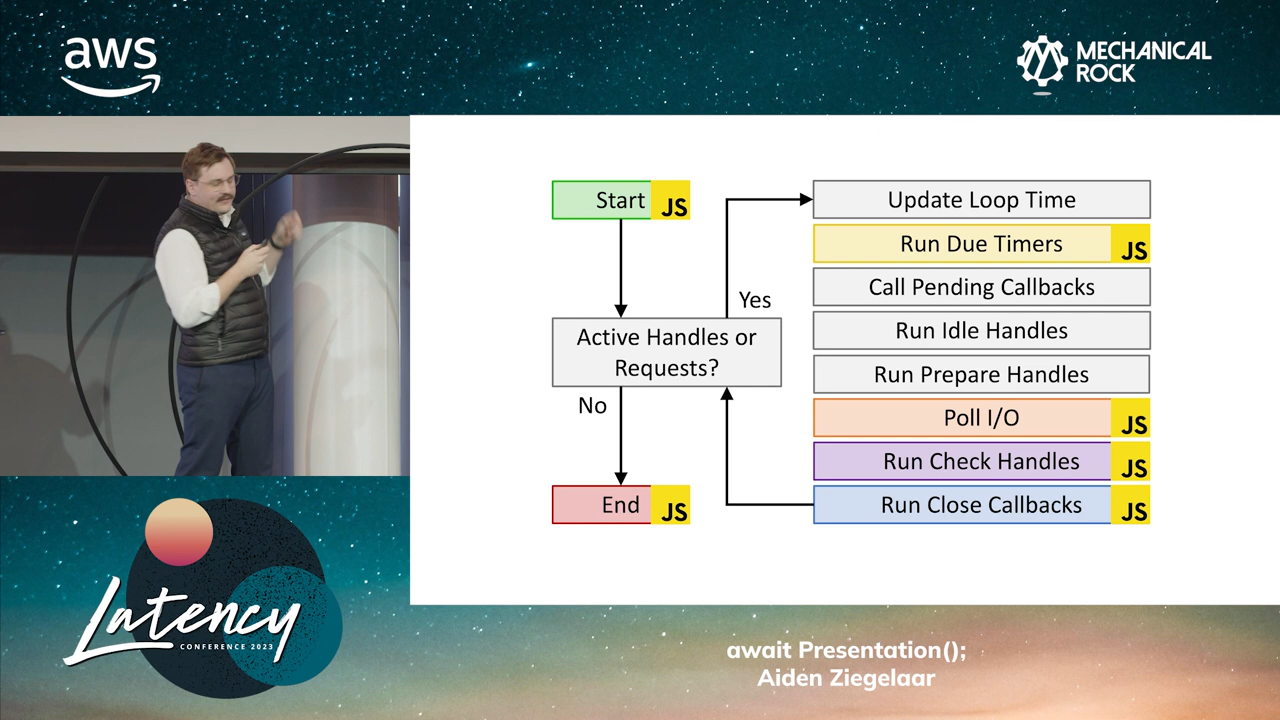 aws
MECHANICAL
ROCK
Start JS
Update Loop Time
Run Due Timers JS
Call Pending Callbacks
Yes
Run Idle Handles
Active Handles or
Requests?
Run Prepare Handles
No
Poll I/O JS
Run Check Handles JS
End JS
Run Close Callbacks JS
Latency
CONFERENCE 2023
await Presentation();
Aiden Ziegelaar